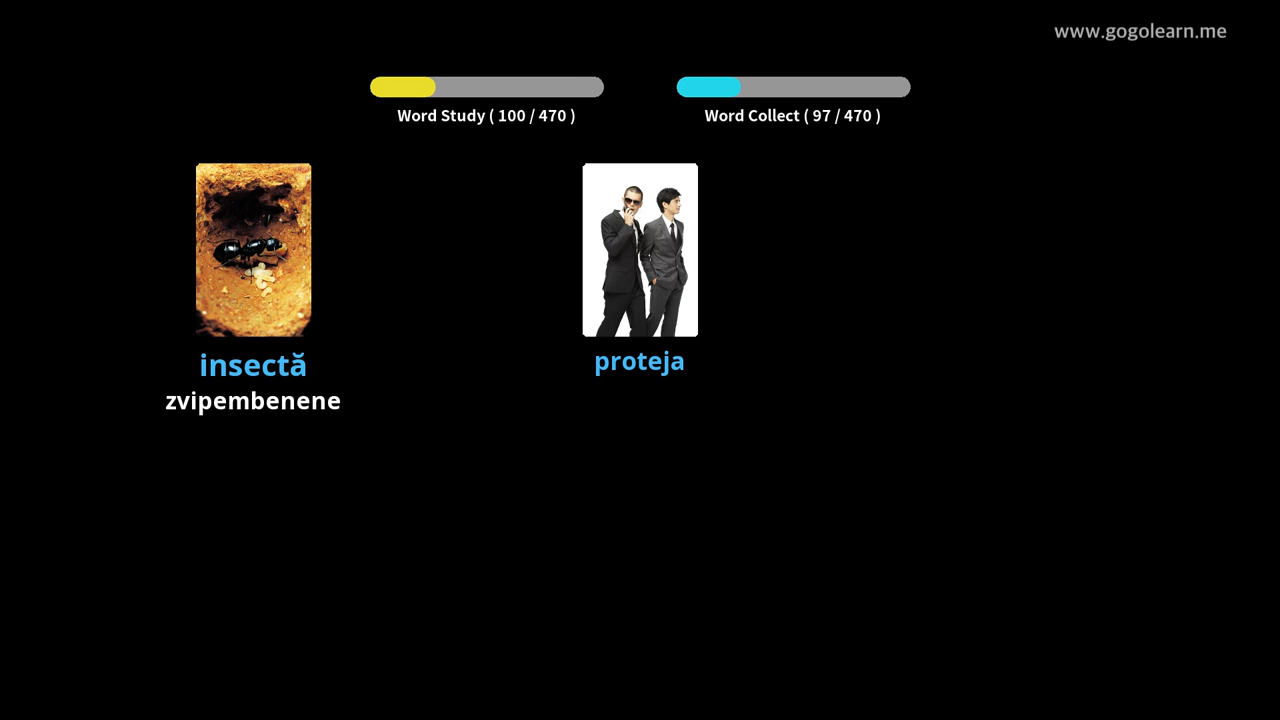 www.gogolearn.me
Word Study ( 100 / 470 )
Word Collect ( 97 / 470 )
insectă
zvipembenene
proteja